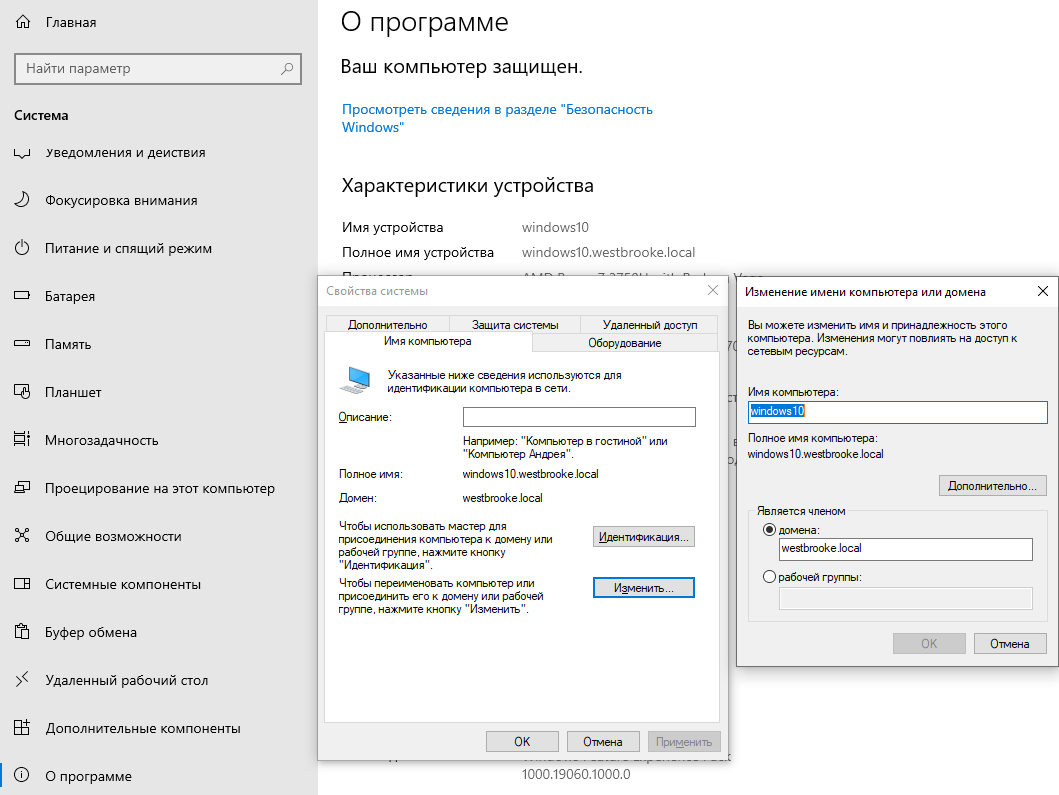 Главная
Найти параметр
Система
Уведомления и действия
Фокусировка внимания
Питание и спящий режим
Батарея
Память
Планшет
Многозадачность
Проецирование на этот компьютер
Общие возможности
Системные компоненты
Буфер обмена
Удаленный рабочий стол
Дополнительные компоненты
О программе
О программе
Ваш компьютер защищен.
Просмотреть сведения в разделе "Безопасность
Windows"
Характеристики устройства
Имя устройства windows10
Полное имя устройства windows10.westbrooke.local
Свойства системы
Дополнительно Защита системы Удаленный доступ
Имя компьютера Оборудование
Указанные ниже сведения используются для
идентификации компьютера в сети.
Описание:
Например: "Компьютер в гостиной" или
"Компьютер Андрея".
Полное имя: windows10.westbrooke.local
Домен: westbrooke.local
Чтобы использовать мастер для
присоединения компьютера к домену или
рабочей группе, нажмите кнопку
"Идентификация".
Идентификация...
Чтобы переименовать компьютер или
присоединить его к домену или рабочей
группе, нажмите кнопку "Изменить".
Изменить...
OK Отмена Применить
1000.19060.1000.0
Изменение имени компьютера или домена
Вы можете изменить имя и принадлежность этого
компьютера. Изменения могут повлиять на доступ к
сетевым ресурсам.
Имя компьютера:
windows10
Полное имя компьютера:
windows10.westbrooke.local
Дополнительно...
Является членом
домена:
westbrooke.local
рабочей группы:
OK Отмена